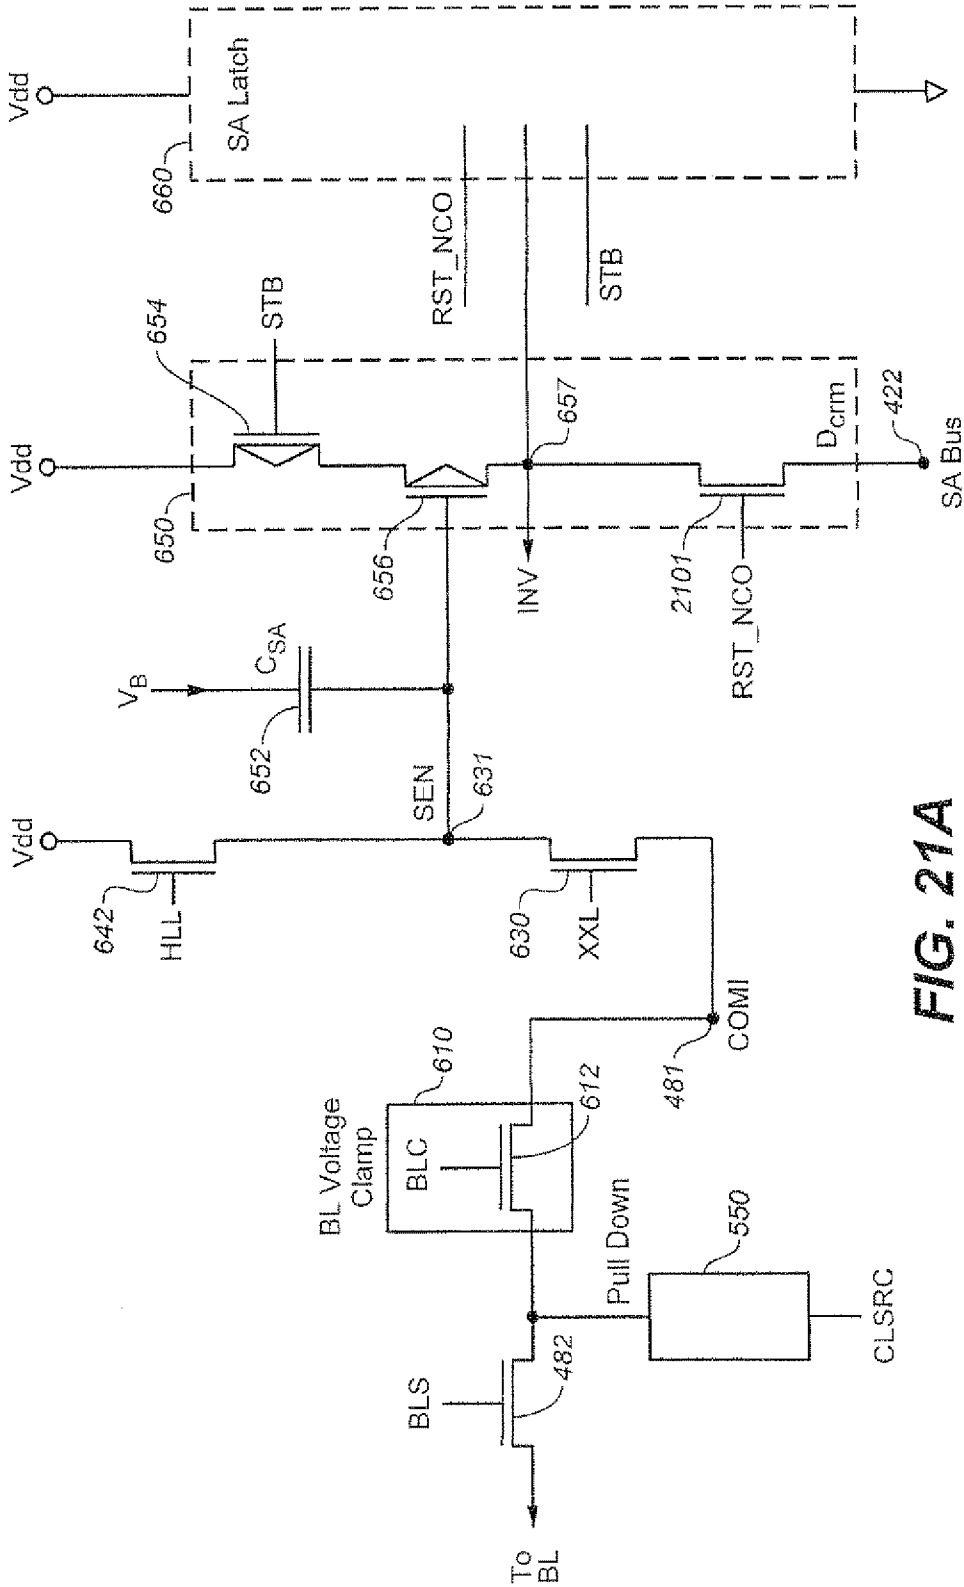 Vdd
Vdd
Vdd
660
SA Latch
RST_NCO
STB
654
STB
650
656
657
INV
2101
RST_NCO
Dcrm
422
SA Bus
VB
CSA
652
SEN
631
642
HLL
630
XXL
COMI
481
610
612
BL Voltage
Clamp
BLC
Pull Down
550
CLSRC
BLS
482
To
BL
FIG. 21A